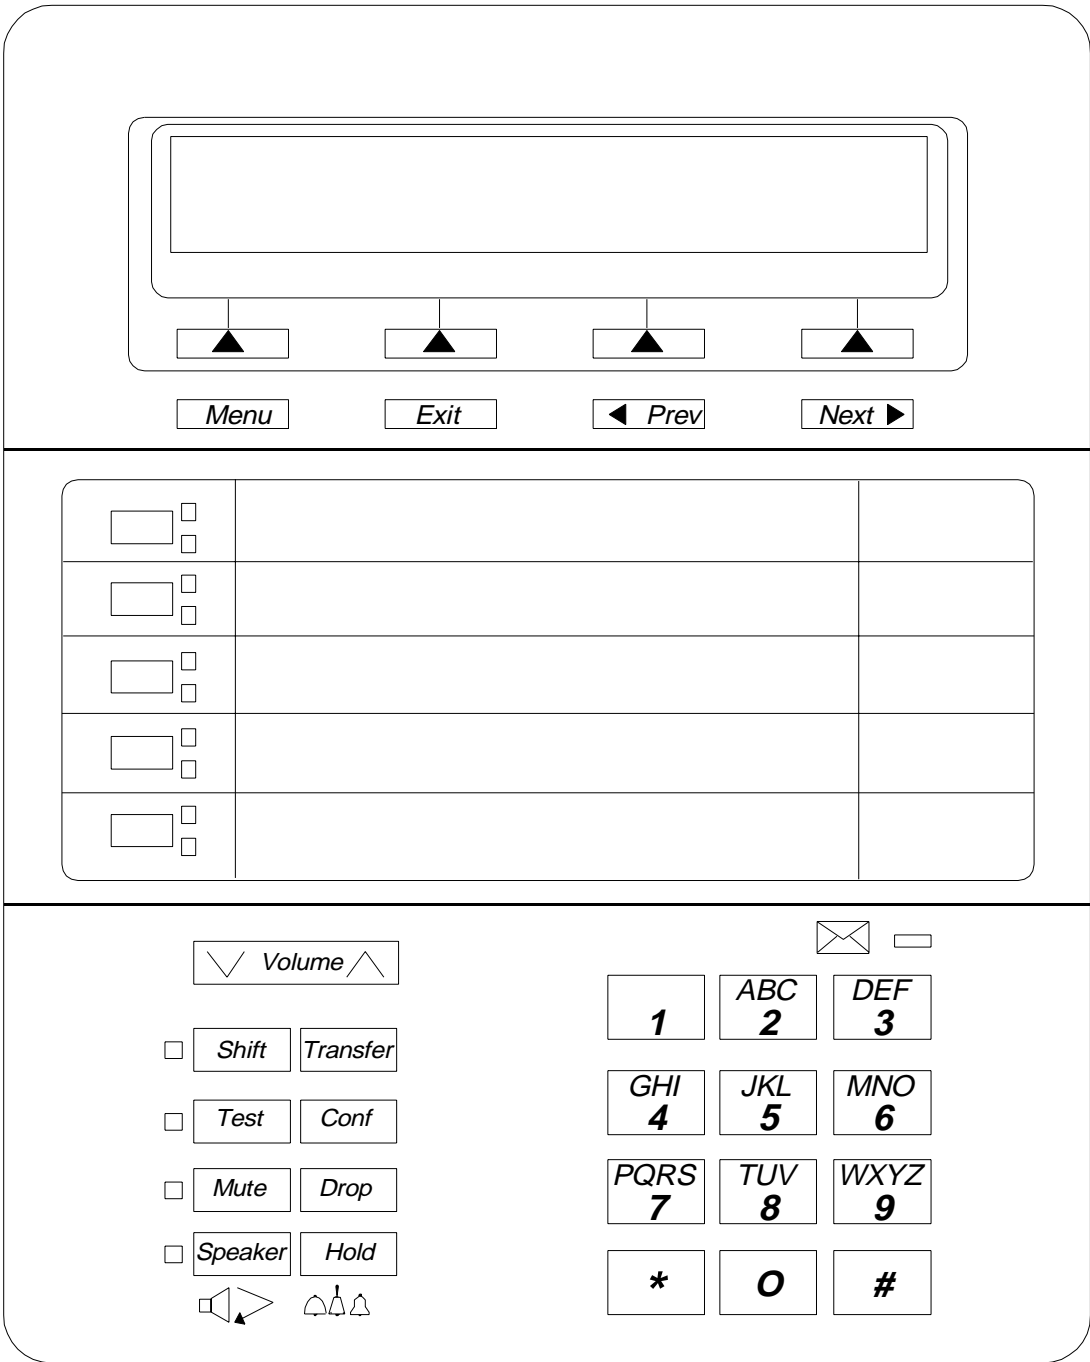 Menu Exit Prev Next
Volume
Shift Transfer
Test Conf
Mute Drop
Speaker Hold
ABC DEF
1 2 3
GHI JKL MNO
4 5 6
PQRS TUV WXYZ
7 8 9
* O #